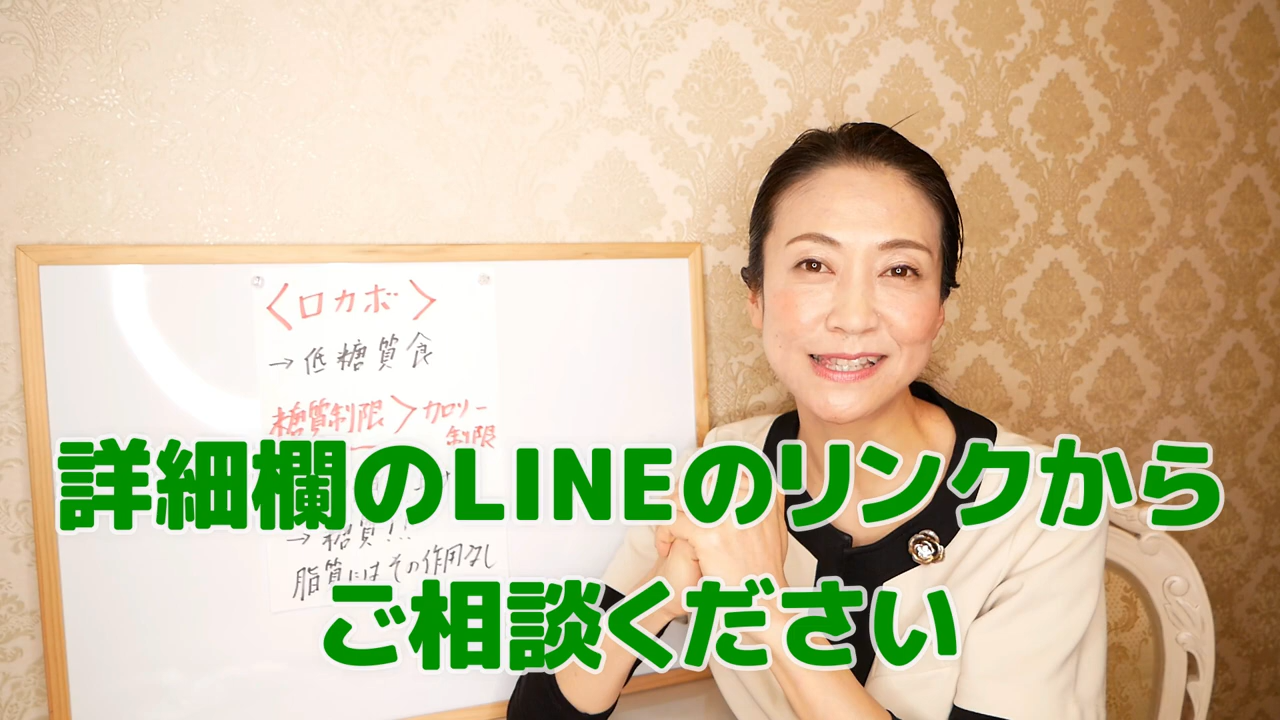 〈ロカボ〉
→低糖質食
糖質制限〉カロリー
制限
詳細欄のLINEのリンクから
→糖質!!
脂質にはその作用なし
ご相談ください